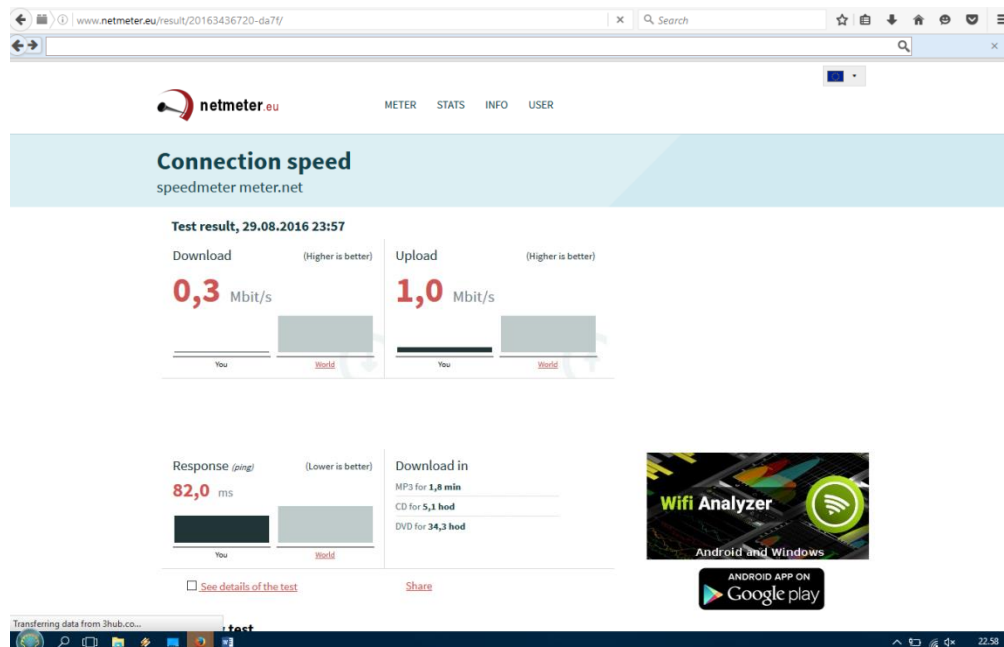 www.netmeter.eu/result/20163436720-da7f/
Search
netmeter.eu
METER STATS INFO USER
Connection speed
speedmeter meter.net
Test result, 29.08.2016 23:57
Download (Higher is better)
0,3 Mbit/s
You World
Upload (Higher is better)
1,0 Mbit/s
You World
Response (ping) (Lower is better)
82,0 ms
You World
Download in
MP3 for 1,8 min
CD for 5,1 hod
DVD for 34,3 hod
See details of the test
Share
Wifi Analyzer
Android and Windows
ANDROID APP ON
Google play
Transferring data from 3hub.co...
test
22.58